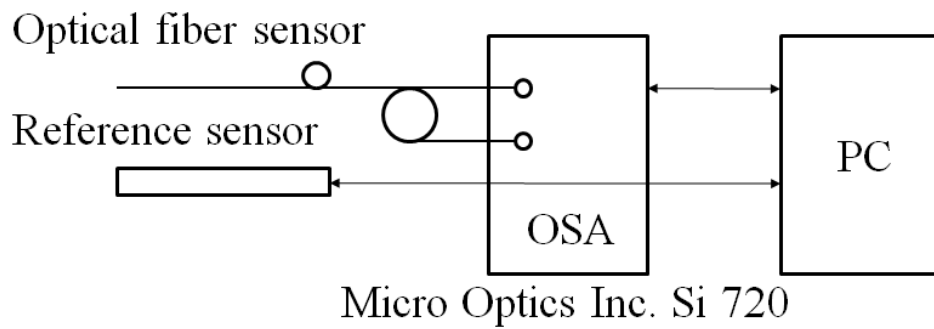 Optical fiber sensor
Reference sensor
PC
OSA
Micro Optics Inc. Si 720